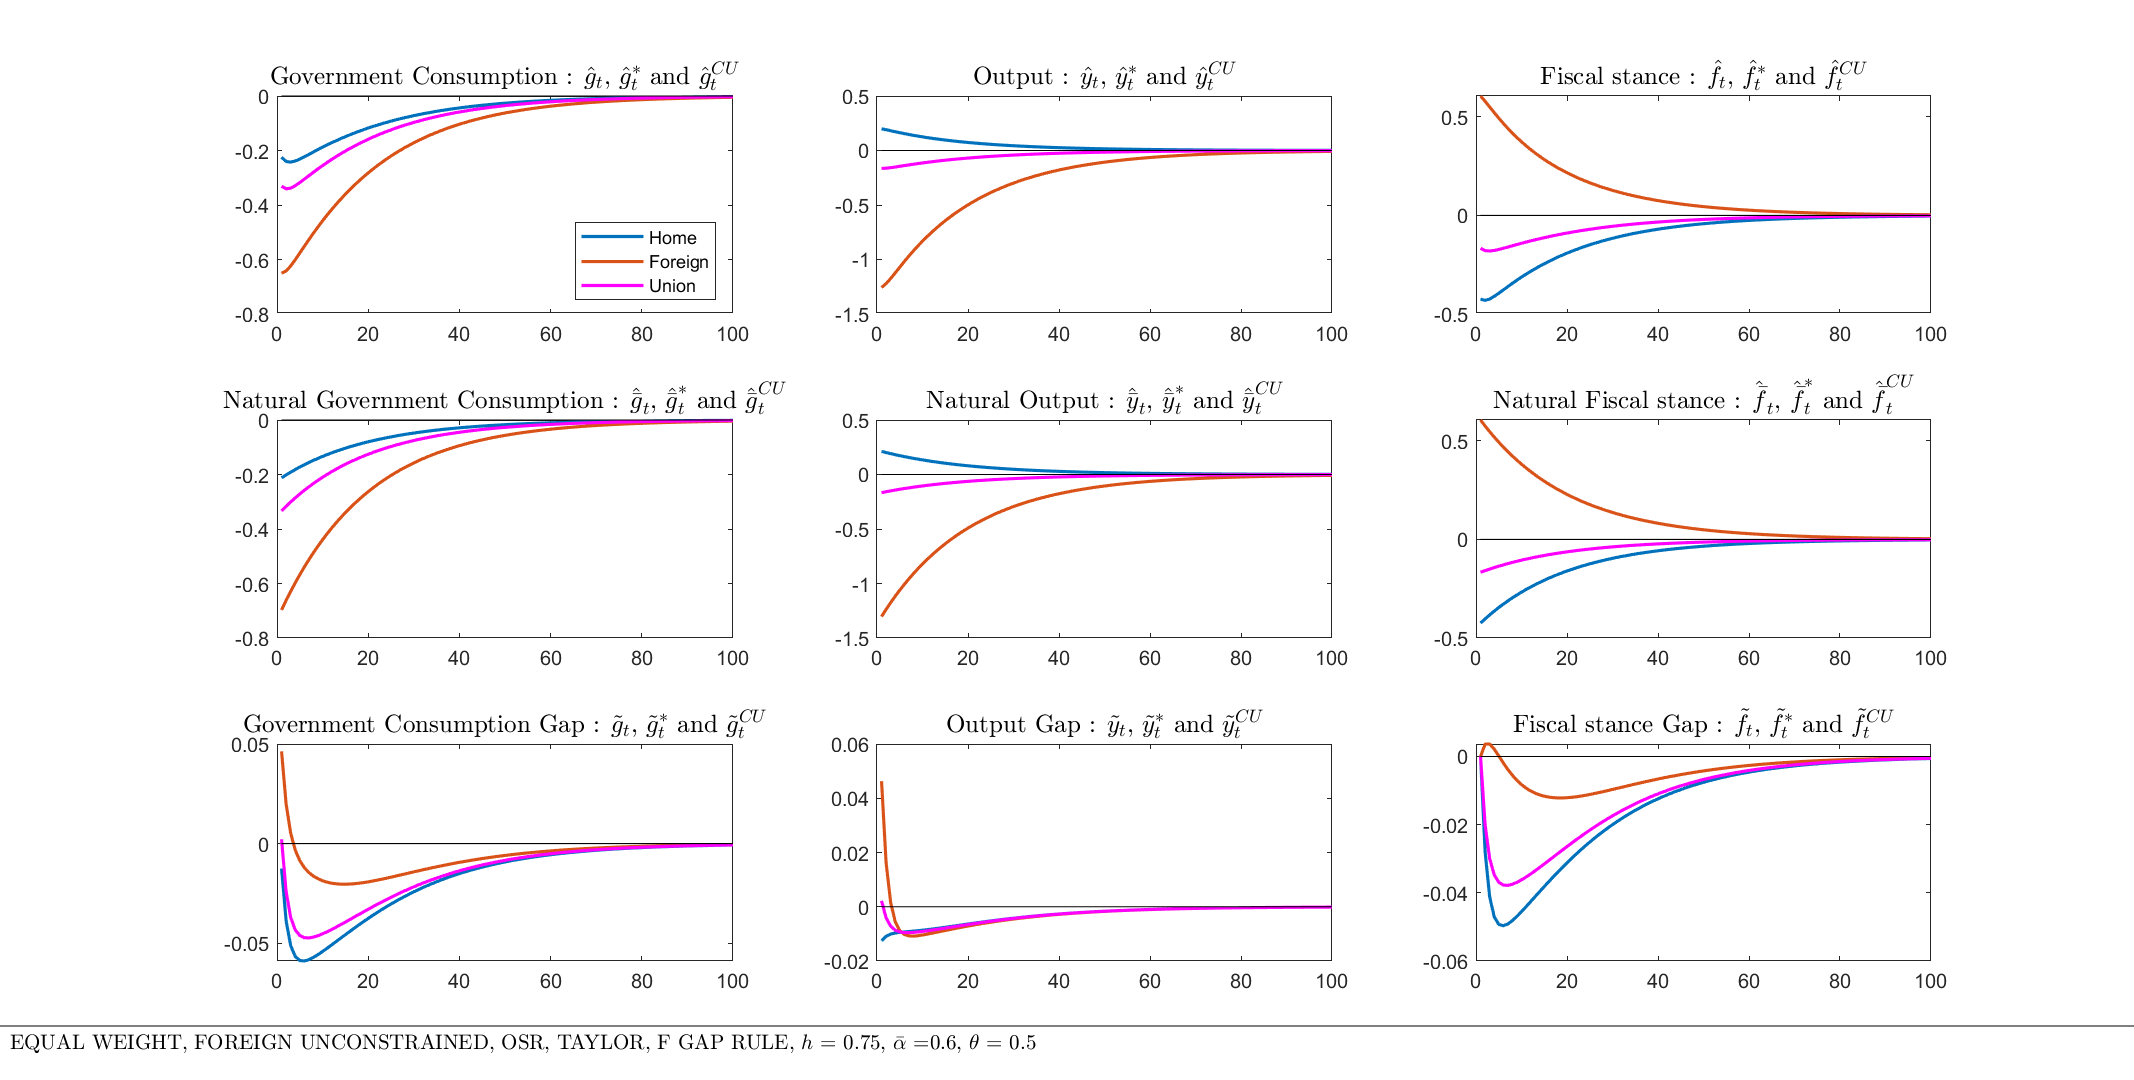 Government Consumption : ĝₜ, ĝₜ* and ĝₜᶜᵁ
0
-0.2
-0.4
-0.6
-0.8
0 20 40 60 80 100
Home
Foreign
Union
Output : ŷₜ, ŷₜ* and ŷₜᶜᵁ
0.5
0
-0.5
-1
-1.5
0 20 40 60 80 100
Fiscal stance : f̂ₜ, f̂ₜ* and f̂ₜᶜᵁ
0.5
0
-0.5
0 20 40 60 80 100
Natural Government Consumption : ḡ̂ₜ, ḡ̂ₜ* and ḡ̂ₜᶜᵁ
0
-0.2
-0.4
-0.6
-0.8
0 20 40 60 80 100
Natural Output : ȳ̂ₜ, ȳ̂ₜ* and ȳ̂ₜᶜᵁ
0.5
0
-0.5
-1
-1.5
0 20 40 60 80 100
Natural Fiscal stance : f̄̂ₜ, f̄̂ₜ* and f̄̂ₜᶜᵁ
0.5
0
-0.5
0 20 40 60 80 100
Government Consumption Gap : g̃ₜ, g̃ₜ* and g̃ₜᶜᵁ
0.05
0
-0.05
0 20 40 60 80 100
Output Gap : ỹₜ, ỹₜ* and ỹₜᶜᵁ
0.06
0.04
0.02
0
-0.02
0 20 40 60 80 100
Fiscal stance Gap : f̃ₜ, f̃ₜ* and f̃ₜᶜᵁ
0
-0.02
-0.04
-0.06
0 20 40 60 80 100
EQUAL WEIGHT, FOREIGN UNCONSTRAINED, OSR, TAYLOR, F GAP RULE, h = 0.75, ᾱ =0.6, θ = 0.5